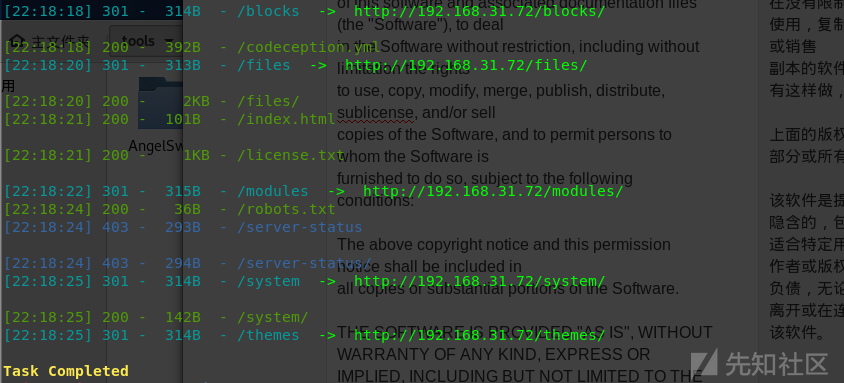 [22:18:18] 301 -  314B  - /blocks  ->  http://192.168.31.72/blocks/
[22:18:18] 200 -  392B  - /codeception.yml
[22:18:20] 301 -  313B  - /files  ->  http://192.168.31.72/files/
[22:18:20] 200 -    2KB - /files/
[22:18:21] 200 -  101B  - /index.html
[22:18:21] 200 -    1KB - /license.txt
[22:18:22] 301 -  315B  - /modules  ->  http://192.168.31.72/modules/
[22:18:24] 200 -   36B  - /robots.txt
[22:18:24] 403 -  293B  - /server-status
[22:18:24] 403 -  294B  - /server-status/
[22:18:25] 301 -  314B  - /system  ->  http://192.168.31.72/system/
[22:18:25] 200 -  142B  - /system/
[22:18:25] 301 -  314B  - /themes  ->  http://192.168.31.72/themes/
Task Completed
主文件夹
tools
用
AngelSw
of this software and associated documentation files
(the "Software"), to deal
in the Software without restriction, including without
limitation the rights
to use, copy, modify, merge, publish, distribute,
sublicense, and/or sell
copies of the Software, and to permit persons to
whom the Software is
furnished to do so, subject to the following
conditions:
The above copyright notice and this permission
notice shall be included in
all copies or substantial portions of the Software.
THE SOFTWARE IS PROVIDED "AS IS", WITHOUT
WARRANTY OF ANY KIND, EXPRESS OR
IMPLIED, INCLUDING BUT NOT LIMITED TO THE
在没有限制
使用，复制
或销售
副本的软件
有这样做，
上面的版权
部分或所有
该软件是提
隐含的，包
适合特定用
作者或版权
负债，无论
离开或在连
该软件。
先知社区